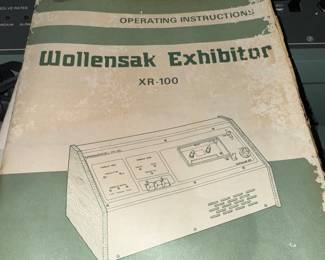 OPERATING INSTRUCTIONS
Wollensak Exhibitor
XR-100